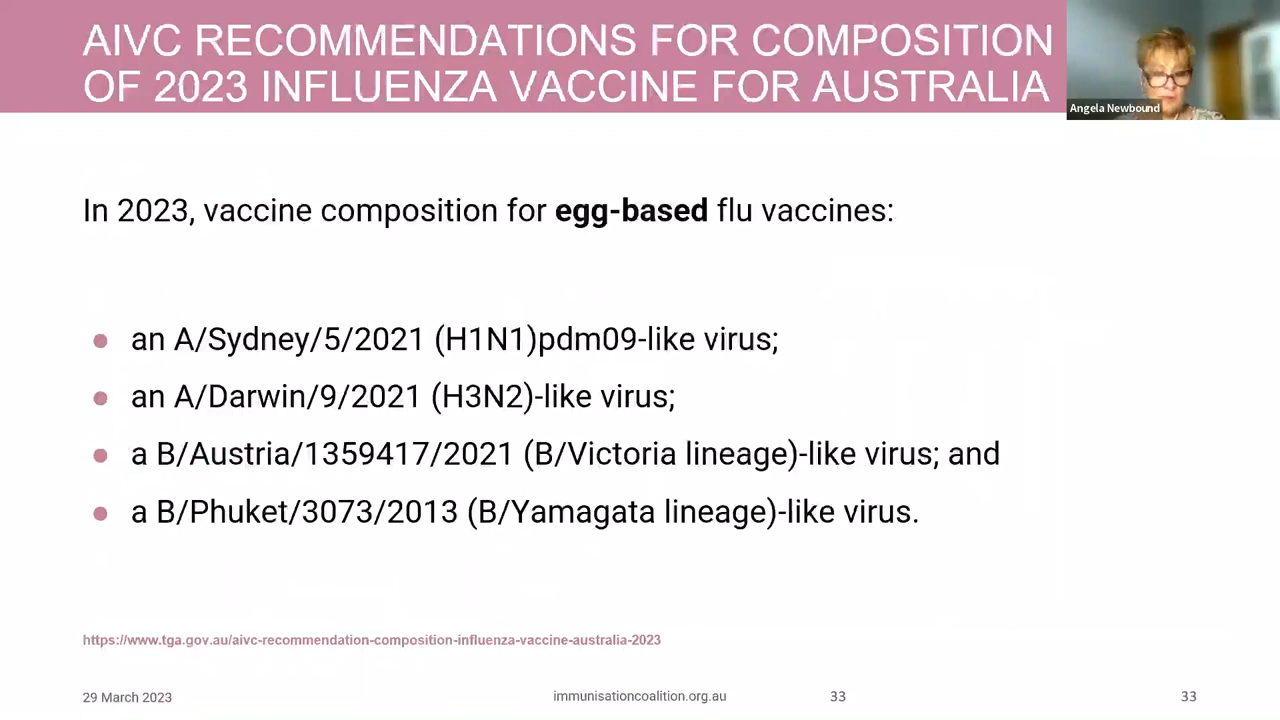 AIVC RECOMMENDATIONS FOR COMPOSITION
OF 2023 INFLUENZA VACCINE FOR AUSTRALIA
Angela Newbound
In 2023, vaccine composition for egg-based flu vaccines:
● an A/Sydney/5/2021 (H1N1)pdm09-like virus;
● an A/Darwin/9/2021 (H3N2)-like virus;
● a B/Austria/1359417/2021 (B/Victoria lineage)-like virus; and
● a B/Phuket/3073/2013 (B/Yamagata lineage)-like virus.
https://www.tga.gov.au/aivc-recommendation-composition-influenza-vaccine-australia-2023
29 March 2023 immunisationcoalition.org.au 33 33